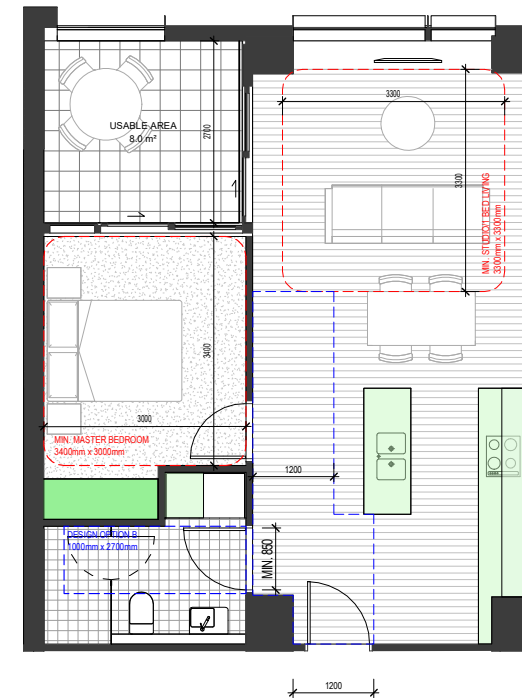 3300
USABLE AREA
8.0 m²
2700
3300
MIN. STUDIO/1 BED LIVING
3300mm x 3300mm
3400
3000
MIN. MASTER BEDROOM
3400mm x 3000mm
1200
DESIGN OPTION B
1000mm x 2700mm
MIN. 850
1200